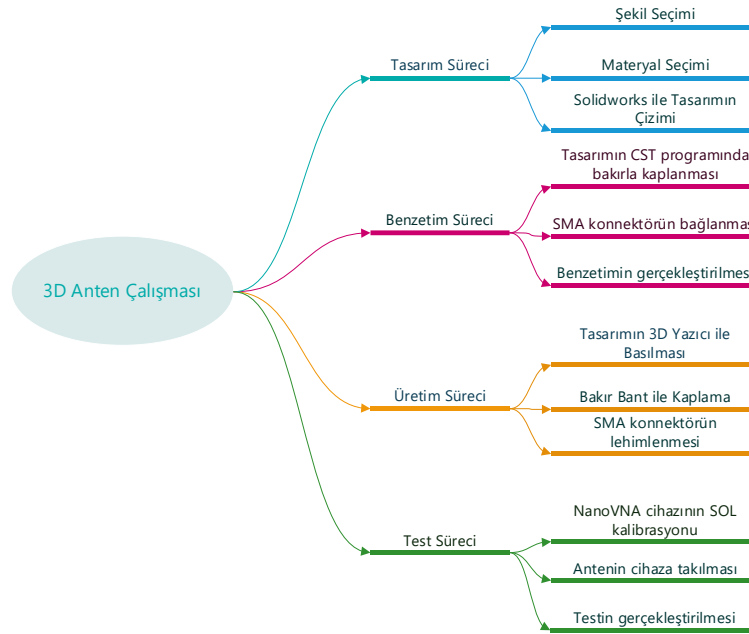 3D Anten Çalışması
Tasarım Süreci
Şekil Seçimi
Materyal Seçimi
Solidworks ile Tasarımın
Çizimi
Benzetim Süreci
Tasarımın CST programında
bakırla kaplanması
SMA konnektörün bağlanmas
Benzetimin gerçekleştirilmes
Üretim Süreci
Tasarımın 3D Yazıcı ile
Basılması
Bakır Bant ile Kaplama
SMA konnektörün
lehimlenmesi
Test Süreci
NanoVNA cihazının SOL
kalibrasyonu
Antenin cihaza takılması
Testin gerçekleştirilmesi